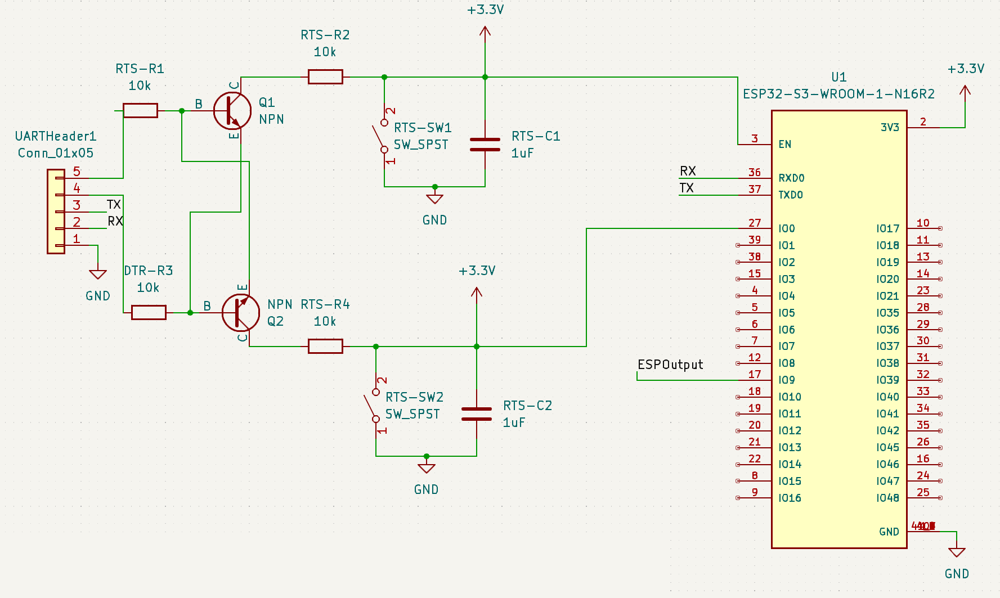 +3.3V
RTS-R2
10k
RTS-R1
10k
C
B
E
Q1
NPN
2
RTS-SW1
SW_SPST
1
RTS-C1
1uF
GND
UARTHeader1
Conn_01x05
5
4
3
TX
2
RX
1
GND
DTR-R3
10k
E
B
C
NPN
Q2
RTS-R4
10k
+3.3V
2
RTS-SW2
SW_SPST
1
RTS-C2
1uF
GND
U1
ESP32-S3-WROOM-1-N16R2
+3.3V
3V3 2
3 EN
RX 36 RXD0
TX 37 TXD0
27 IO0 IO17 10
39 IO1 IO18 11
38 IO2 IO19 13
15 IO3 IO20 14
4 IO4 IO21 23
5 IO5 IO35 28
6 IO6 IO36 29
7 IO7 IO37 30
12 IO8 IO38 31
ESPOutput
17 IO9 IO39 32
18 IO10 IO40 33
19 IO11 IO41 34
20 IO12 IO42 35
21 IO13 IO45 26
22 IO14 IO46 16
8 IO15 IO47 24
9 IO16 IO48 25
GND
GND